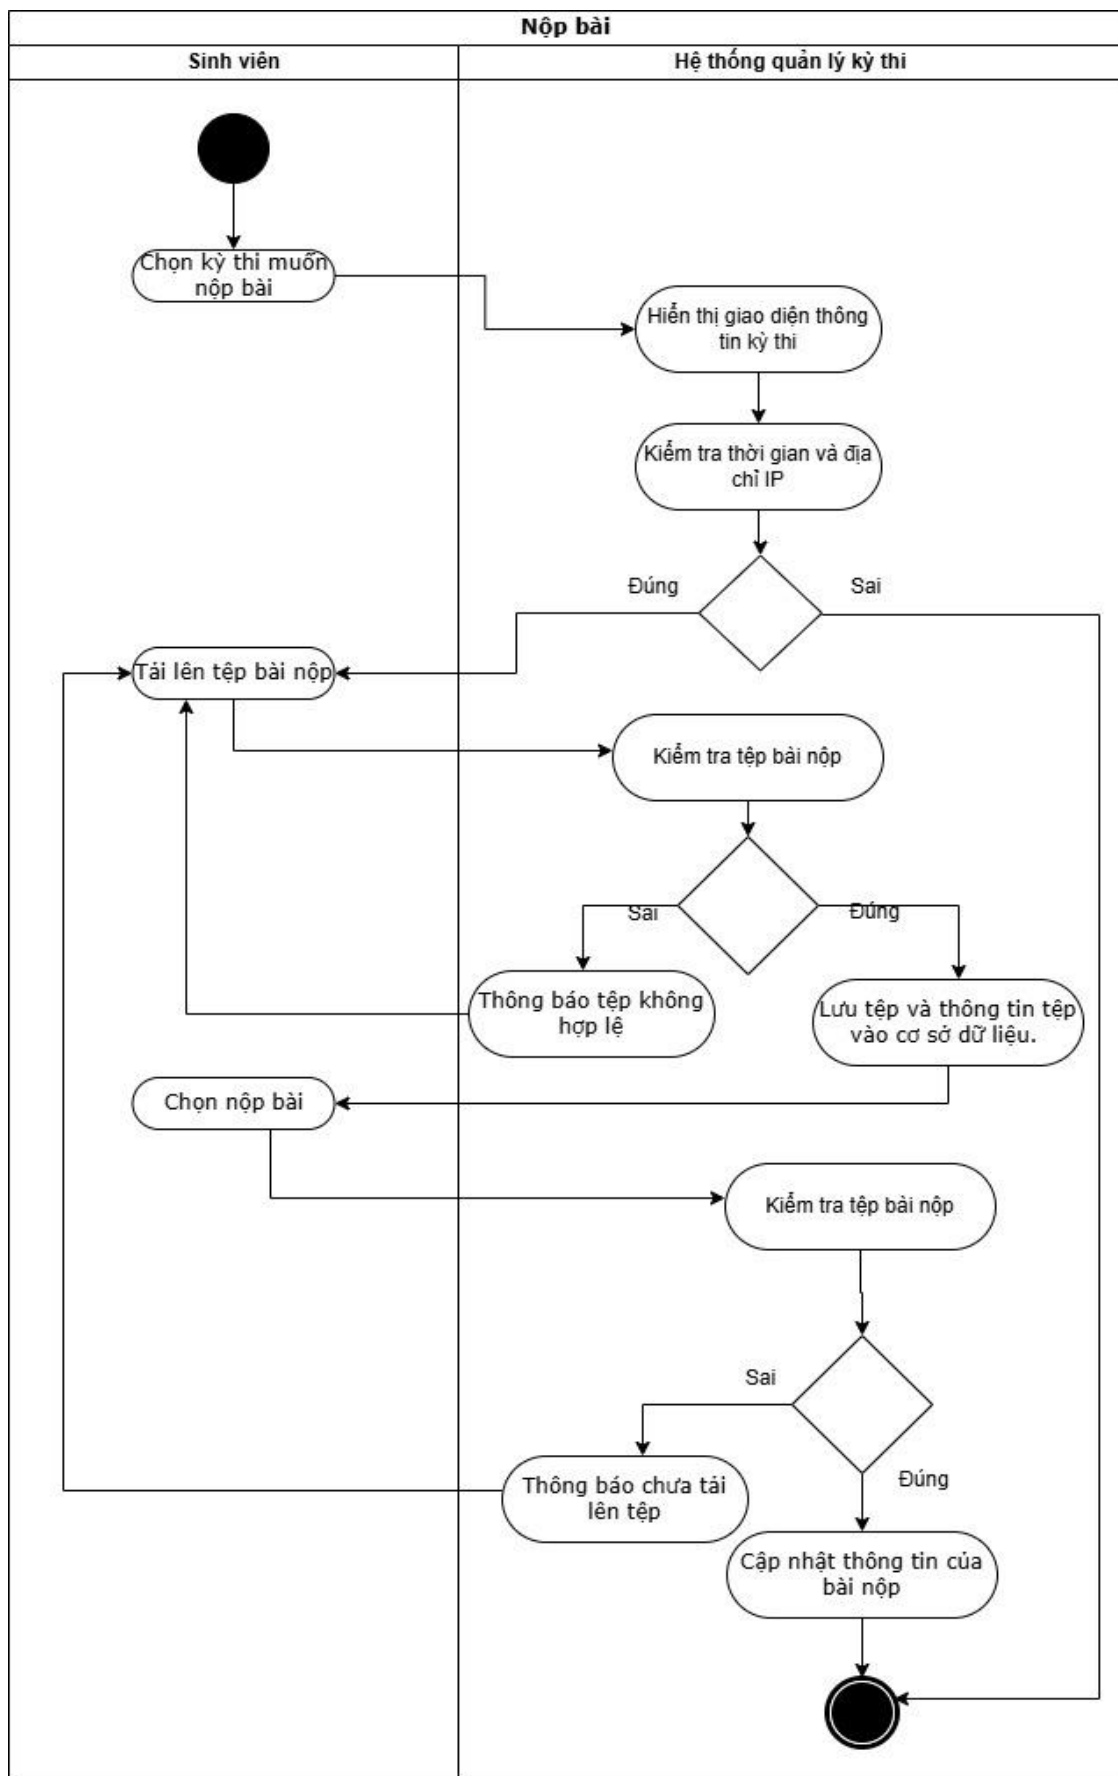 Nộp bài
Sinh viên
Hệ thống quản lý kỳ thi
Chọn kỳ thi muốn
nộp bài
Hiển thị giao diện thông
tin kỳ thi
Kiểm tra thời gian và địa
chỉ IP
Đúng
Sai
Tải lên tệp bài nộp
Kiểm tra tệp bài nộp
Sai
Đúng
Thông báo tệp không
hợp lệ
Lưu tệp và thông tin tệp
vào cơ sở dữ liệu.
Chọn nộp bài
Kiểm tra tệp bài nộp
Sai
Thông báo chưa tải
lên tệp
Đúng
Cập nhật thông tin của
bài nộp